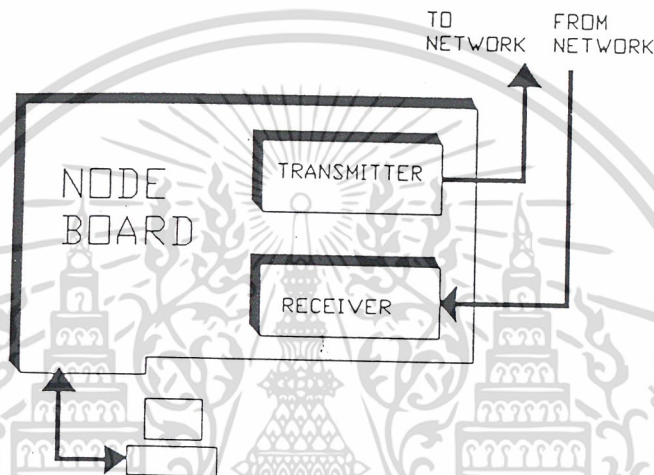 TO
NETWORK
FROM
NETWORK
TRANSMITTER
NODE
BOARD
RECEIVER